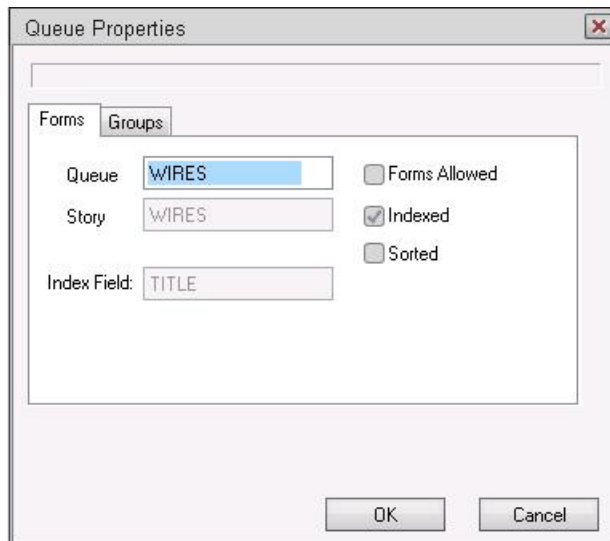 Queue Properties
Forms Groups
Queue WIRES Forms Allowed
Story WIRES Indexed
Sorted
Index Field: TITLE
OK Cancel